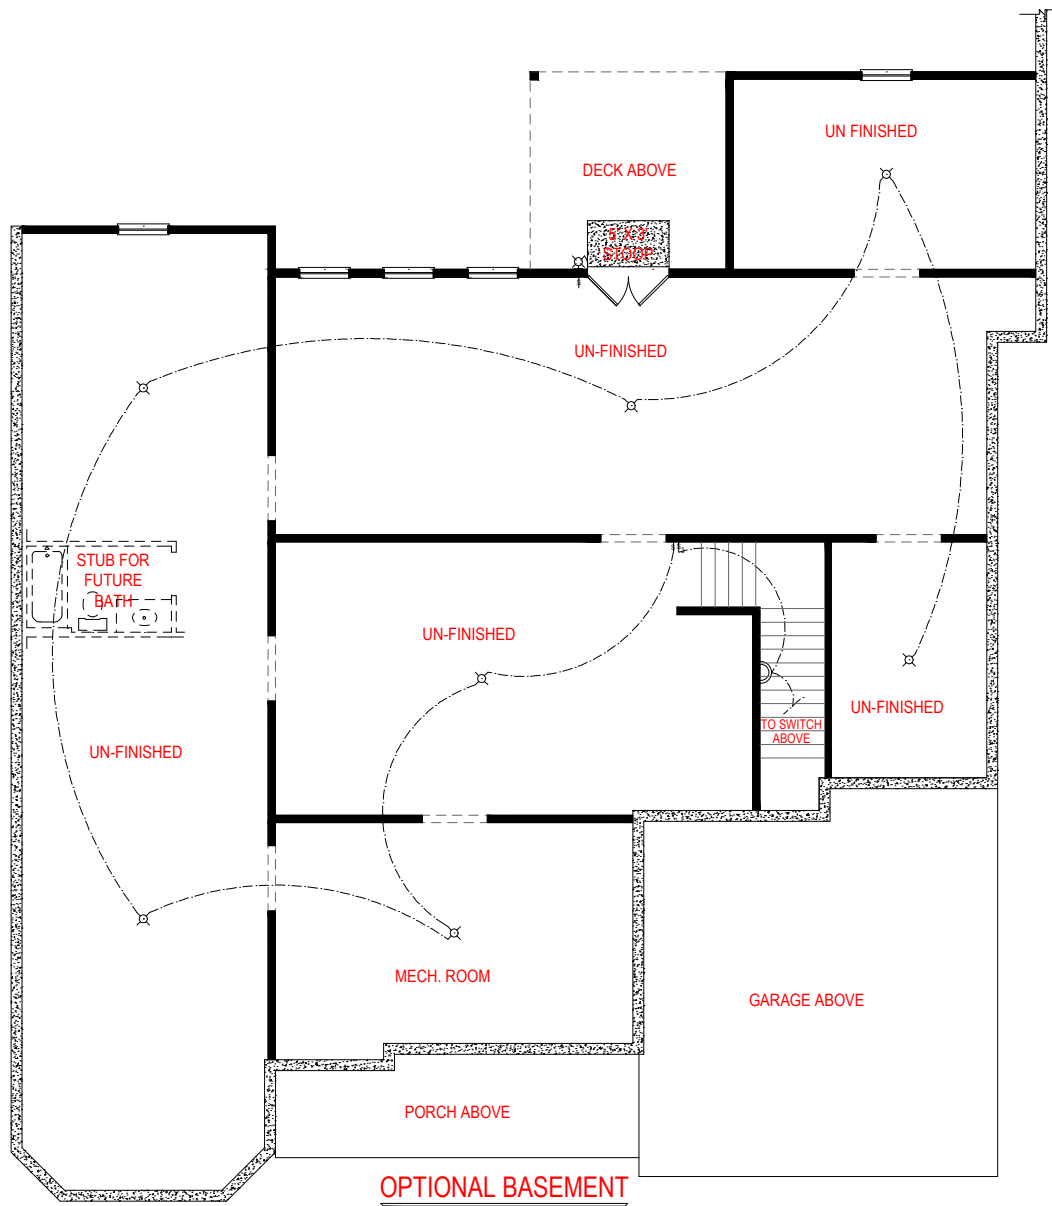 UN FINISHED
DECK ABOVE
5' X 3'
STOOP
UN-FINISHED
STUB FOR
FUTURE
BATH
UN-FINISHED
UN-FINISHED
TO SWITCH
ABOVE
UN-FINISHED
MECH. ROOM
GARAGE ABOVE
PORCH ABOVE
OPTIONAL BASEMENT